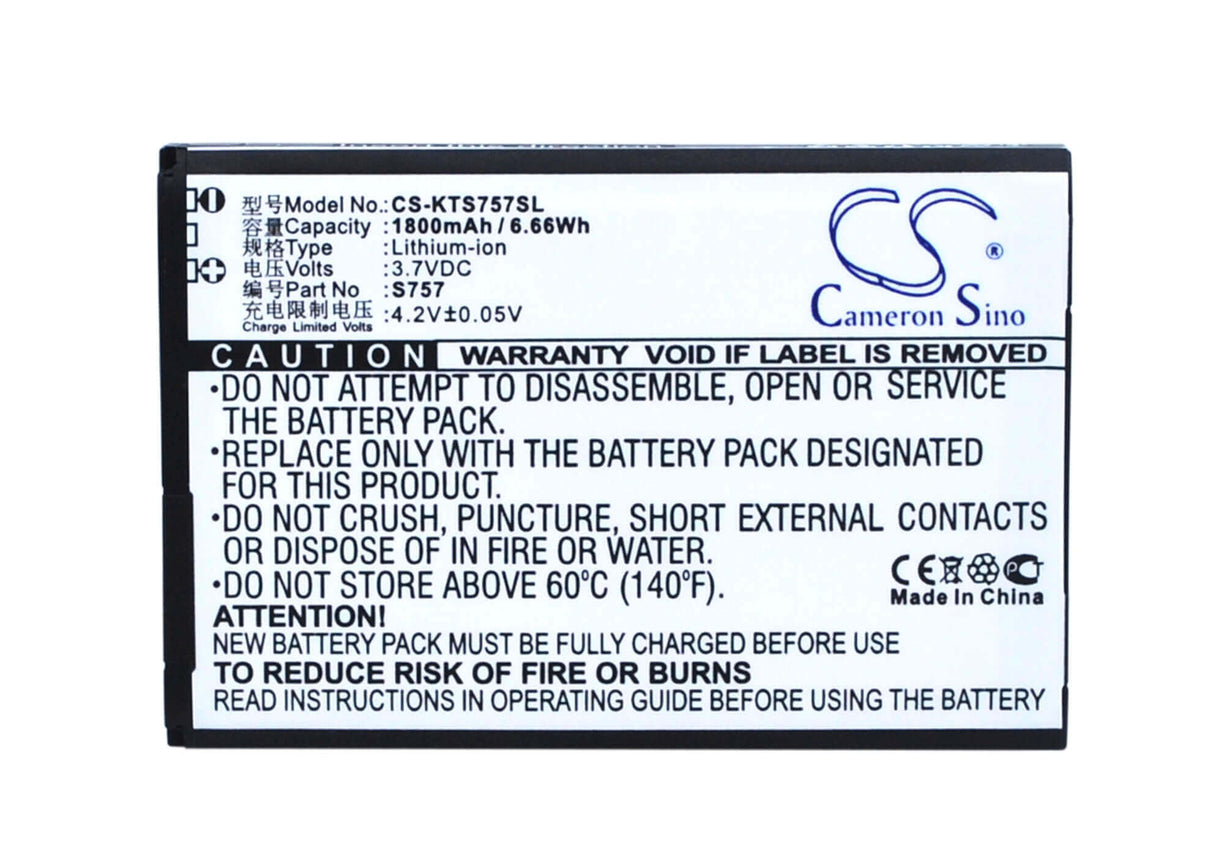 型号Model No.:CS-KTS757SL
容量Capacity :1800mAh / 6.66Wh
规格Type :Lithium-ion
电压Volts :3.7VDC
编号Part No :S757
充电限制电压
Charge Limited Volts :4.2V±0.05V
CS®
Cameron Sino
CAUTION WARRANTY VOID IF LABEL IS REMOVED
•DO NOT ATTEMPT TO DISASSEMBLE, OPEN OR SERVICE
THE BATTERY PACK.
•REPLACE ONLY WITH THE BATTERY PACK DESIGNATED
FOR THIS PRODUCT.
•DO NOT CRUSH, PUNCTURE, SHORT EXTERNAL CONTACTS
OR DISPOSE OF IN FIRE OR WATER.
•DO NOT STORE ABOVE 60°C (140°F).
CE PCT
Made In China
ATTENTION!
NEW BATTERY PACK MUST BE FULLY CHARGED BEFORE USE
TO REDUCE RISK OF FIRE OR BURNS
READ INSTRUCTIONS IN OPERATING GUIDE BEFORE USING THE BATTERY